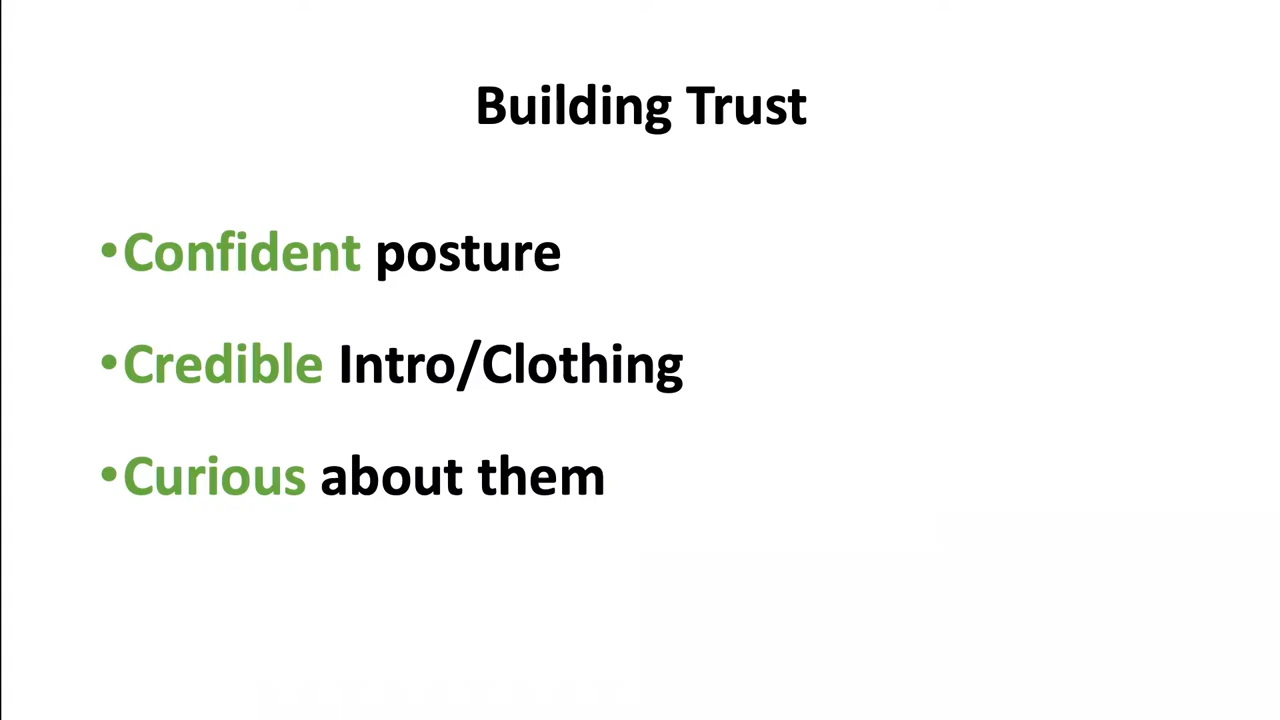 Building Trust
•Confident posture
•Credible Intro/Clothing
•Curious about them